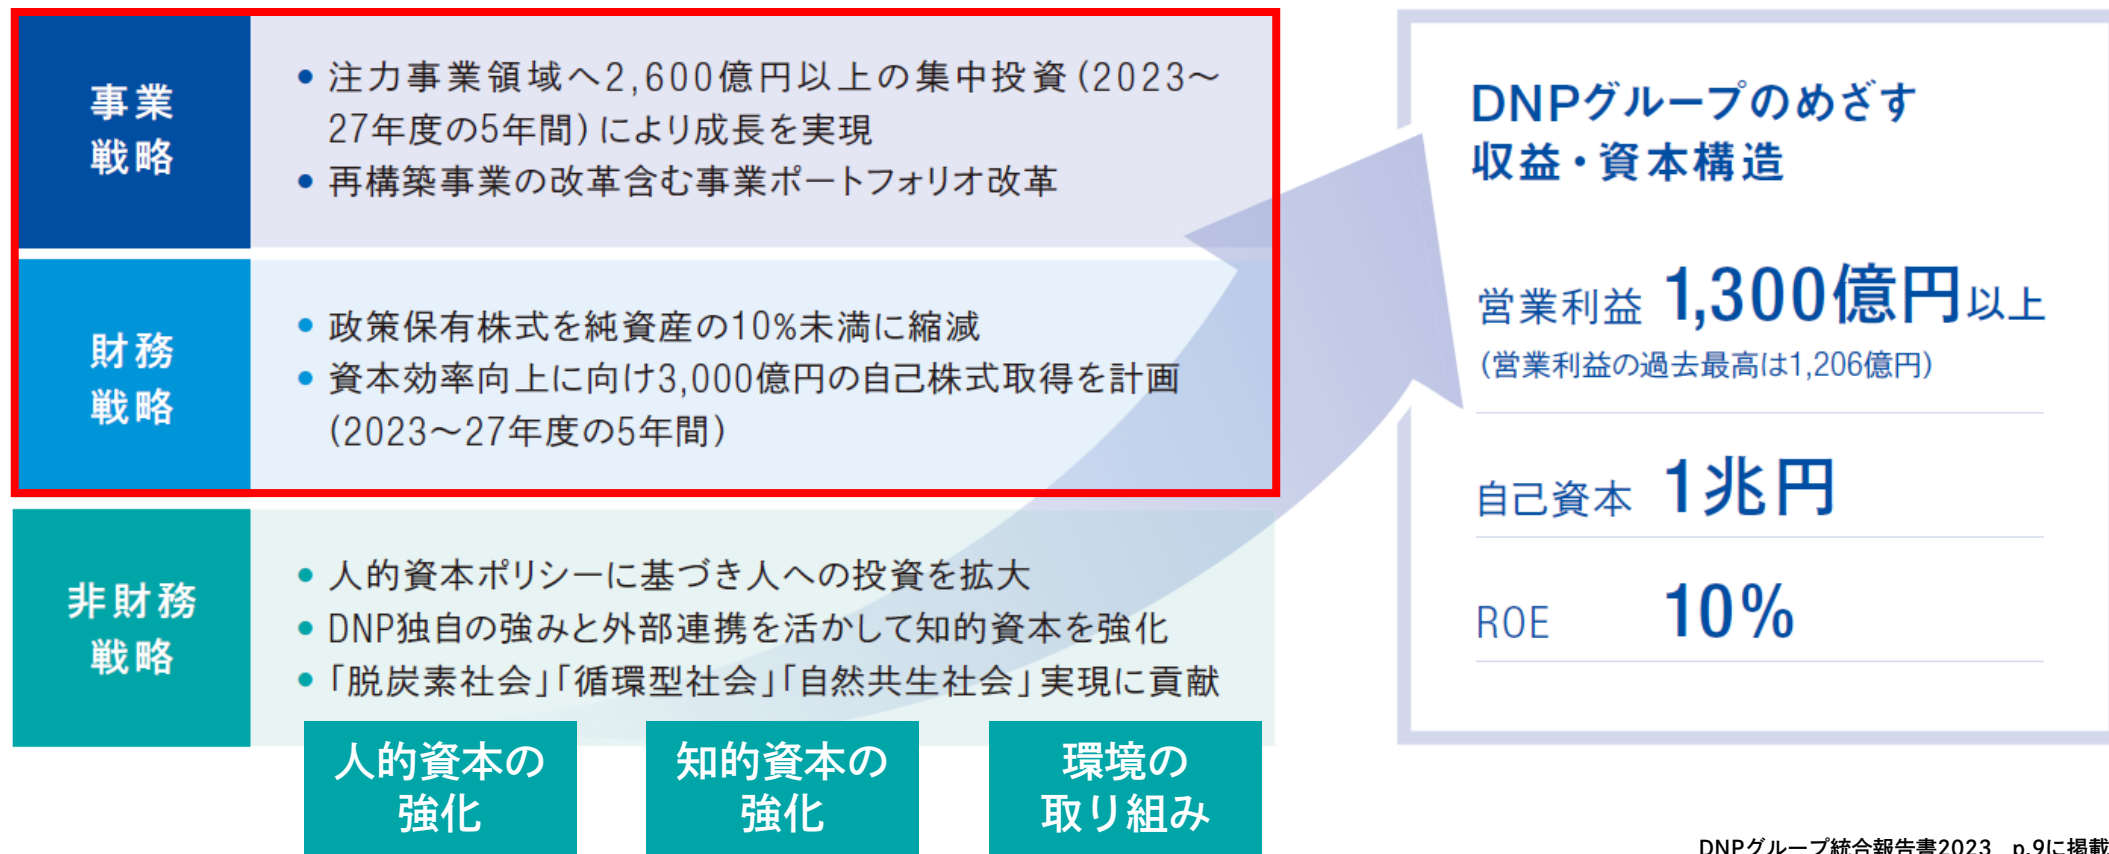 事業
戦略
• 注力事業領域へ2,600億円以上の集中投資(2023〜
27年度の5年間)により成長を実現
• 再構築事業の改革含む事業ポートフォリオ改革
財務
戦略
• 政策保有株式を純資産の10%未満に縮減
• 資本効率向上に向け3,000億円の自己株式取得を計画
(2023〜27年度の5年間)
非財務
戦略
• 人的資本ポリシーに基づき人への投資を拡大
• DNP独自の強みと外部連携を活かして知的資本を強化
• 「脱炭素社会」「循環型社会」「自然共生社会」実現に貢献
人的資本の
強化
知的資本の
強化
環境の
取り組み
DNPグループのめざす
収益・資本構造
営業利益 1,300億円以上
(営業利益の過去最高は1,206億円)
自己資本 1兆円
ROE 10%
DNPグループ統合報告書2023 p.9に掲載